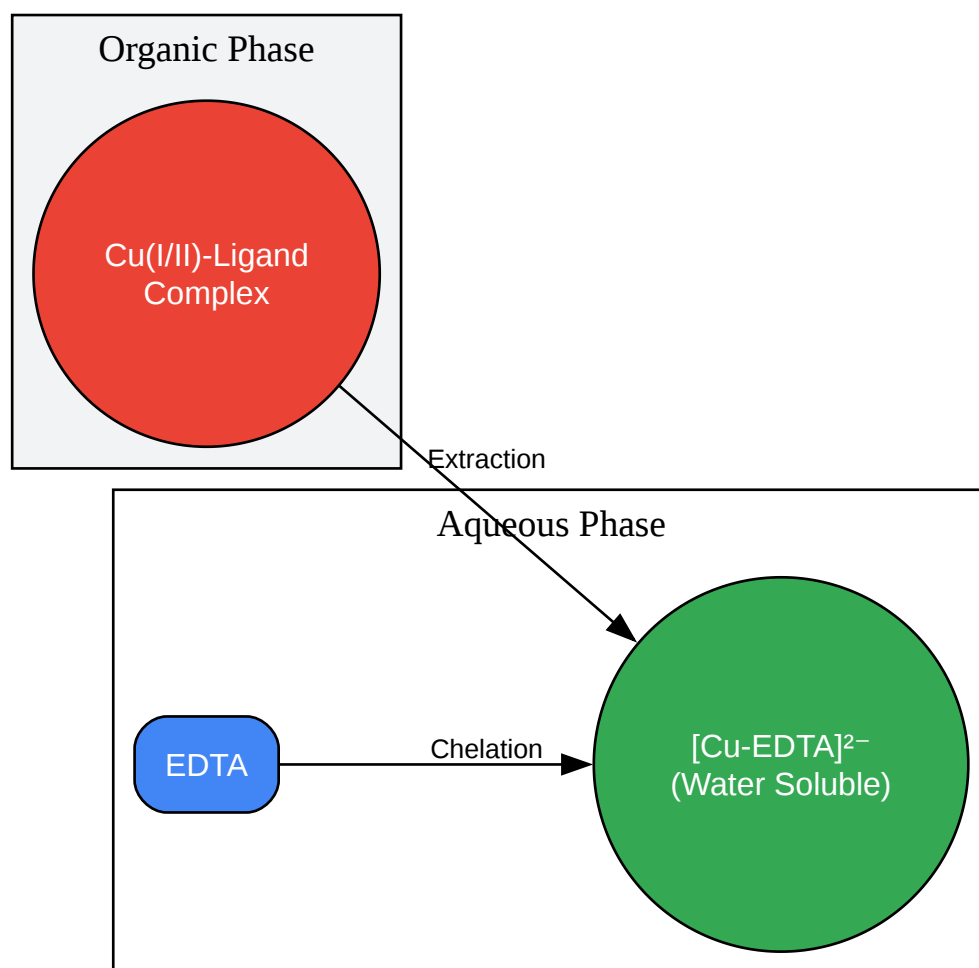 Organic Phase
Cu(I/II)-Ligand
Complex
Extraction
Aqueous Phase
EDTA
Chelation
[Cu-EDTA]²⁻
(Water Soluble)